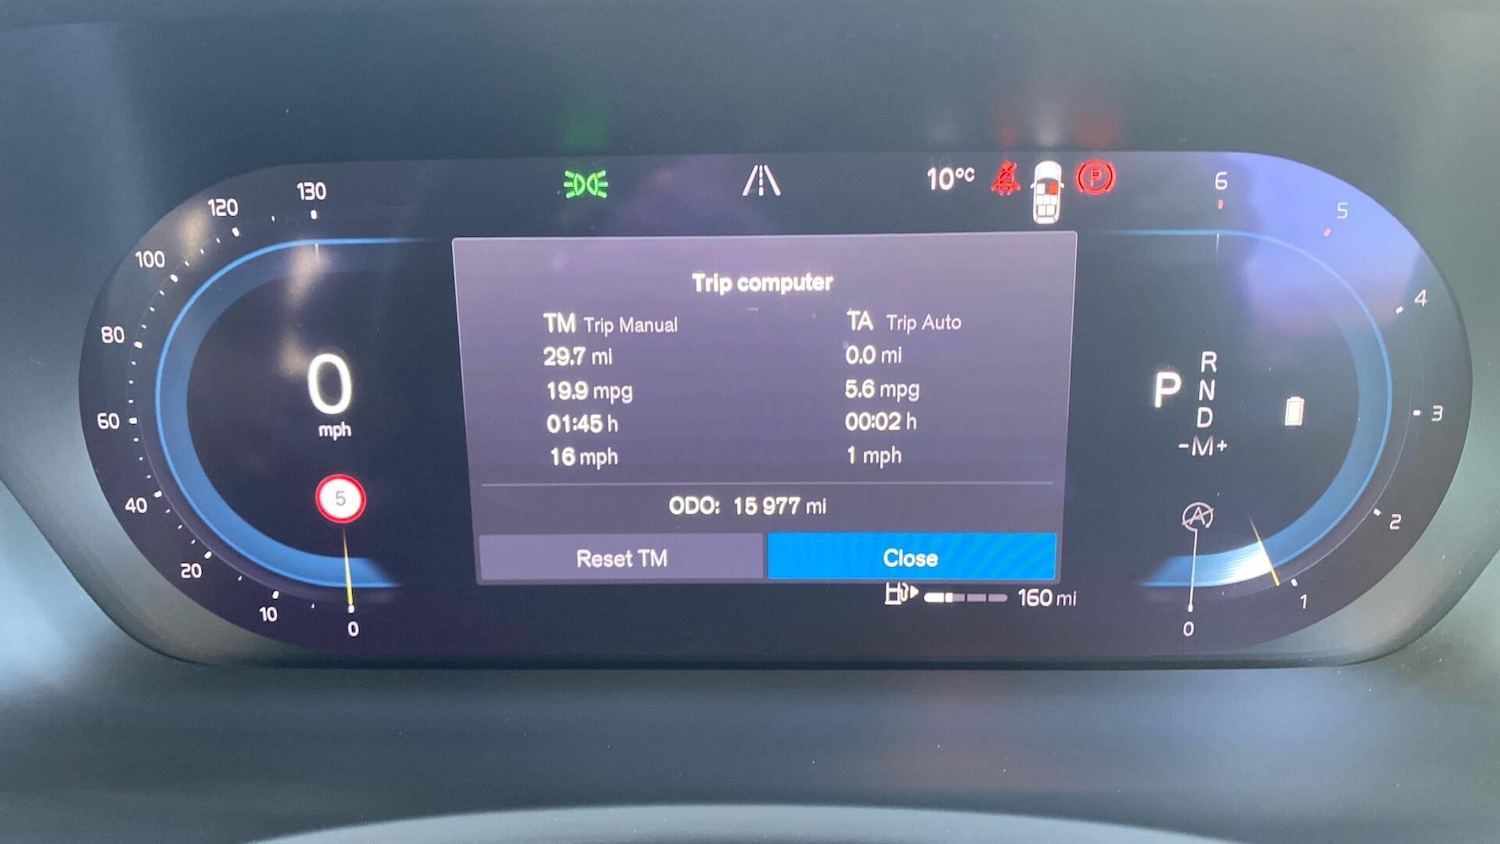 130
120
100
80
60
40
20
10
0
0
mph
5
10°C
P
Trip computer
TM Trip Manual
29.7 mi
19.9 mpg
01:45 h
16 mph
TA Trip Auto
0.0 mi
5.6 mpg
00:02 h
1 mph
ODO: 15 977 mi
Reset TM
Close
160 mi
P
R
N
D
-M+
A
6
5
4
3
2
1
0